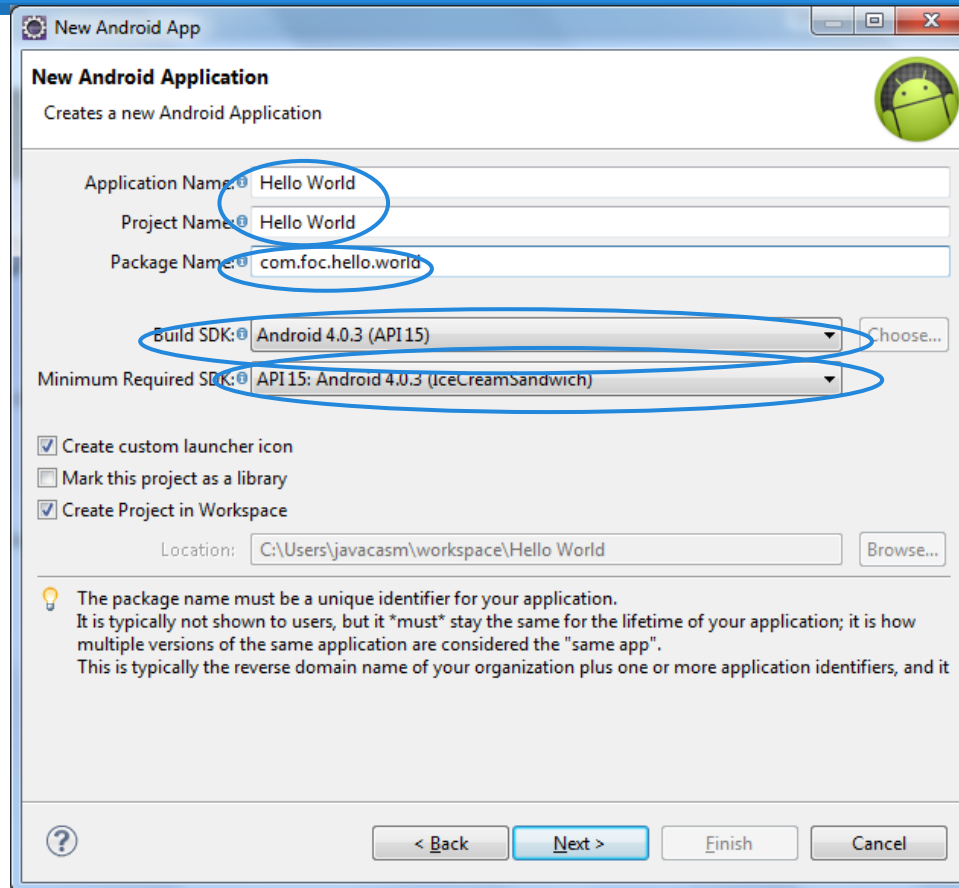 New Android App
New Android Application
Creates a new Android Application
Application Name: Hello World
Project Name: Hello World
Package Name: com.foc.hello.world
Build SDK: Android 4.0.3 (API 15)
Choose...
Minimum Required SDK: API 15: Android 4.0.3 (IceCreamSandwich)
Create custom launcher icon
Mark this project as a library
Create Project in Workspace
Location: C:\Users\javacasm\workspace\Hello World
Browse...
The package name must be a unique identifier for your application.
It is typically not shown to users, but it *must* stay the same for the lifetime of your application; it is how
multiple versions of the same application are considered the "same app".
This is typically the reverse domain name of your organization plus one or more application identifiers, and it
< Back
Next >
Finish
Cancel